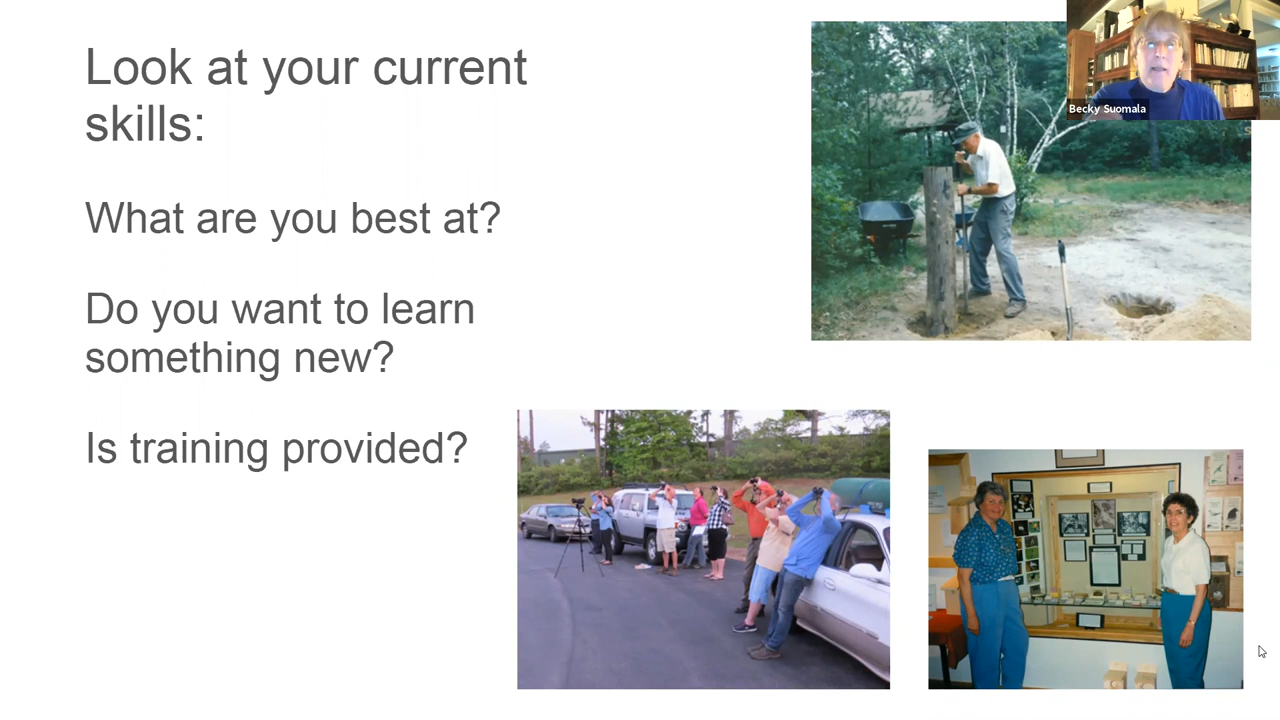 Look at your current
skills:
What are you best at?
Do you want to learn
something new?
Is training provided?
Becky Suomala